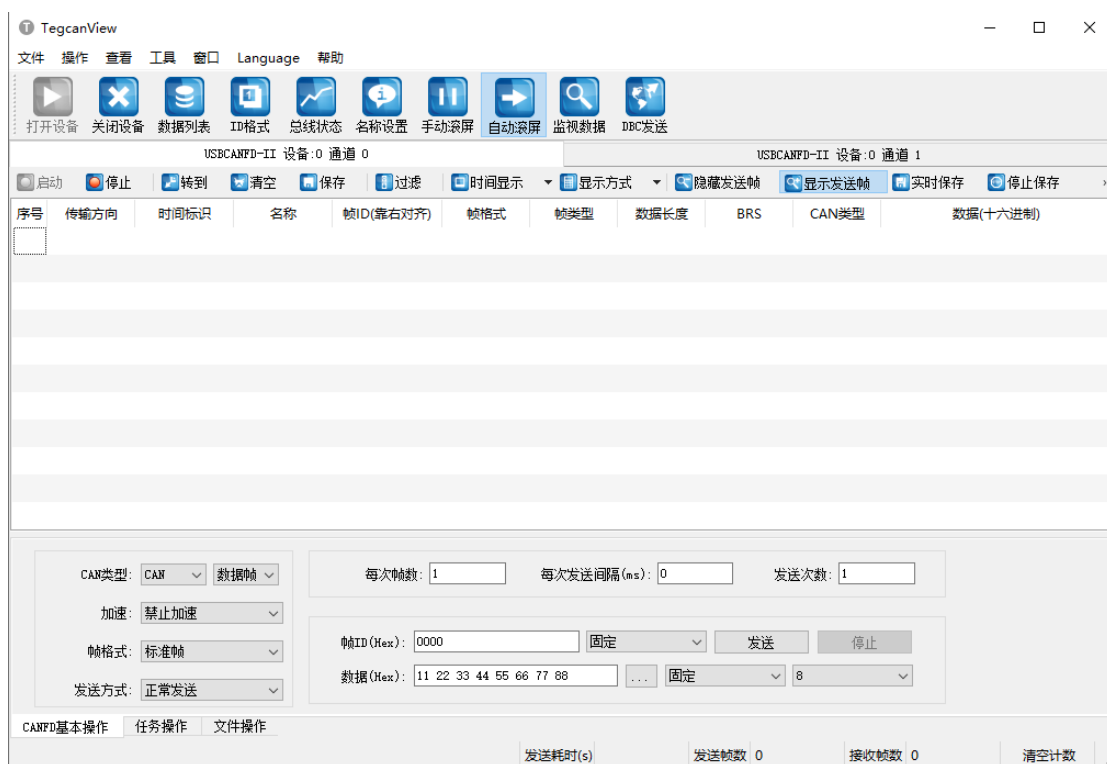 TegcanView
文件 操作 查看 工具 窗口 Language 帮助
打开设备 关闭设备 数据列表 ID格式 总线状态 名称设置 手动滚屏 自动滚屏 监视数据 DBC发送
USBCANFD-II 设备:0 通道 0 USBCANFD-II 设备:0 通道 1
启动 停止 转到 清空 保存 过滤 时间显示 显示方式 隐藏发送帧 显示发送帧 实时保存 停止保存
序号 传输方向 时间标识 名称 帧ID(靠右对齐) 帧格式 帧类型 数据长度 BRS CAN类型 数据(十六进制)
CAN类型: CAN 数据帧 每次帧数: 1 每次发送间隔(ms): 0 发送次数: 1
加速: 禁止加速
帧ID(Hex): 0000 固定 发送 停止
帧格式: 标准帧
数据(Hex): 11 22 33 44 55 66 77 88 ... 固定 8
发送方式: 正常发送
CANFD基本操作 任务操作 文件操作
发送耗时(s) 发送帧数 0 接收帧数 0 清空计数